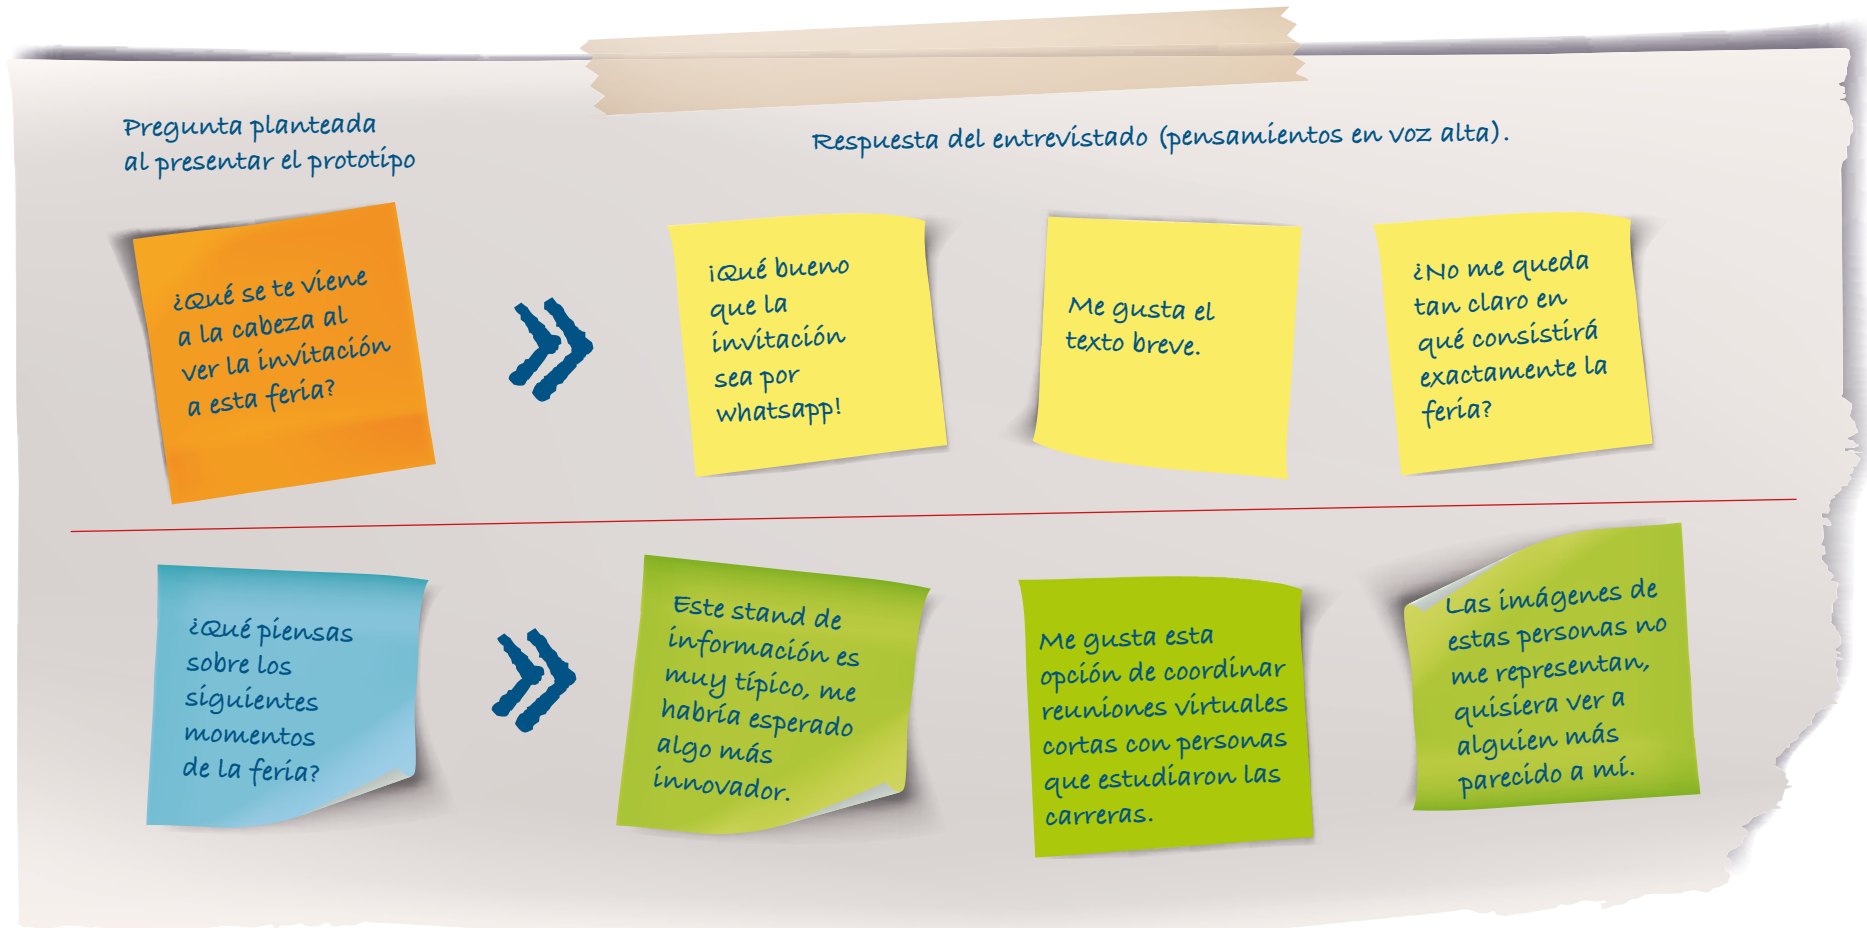 Pregunta planteada
al presentar el prototipo
Respuesta del entrevistado (pensamientos en voz alta).
¿Qué se te viene
a la cabeza al
ver la invitación
a esta feria?
¡Qué bueno
que la
invitación
sea por
whatsapp!
Me gusta el
texto breve.
¿No me queda
tan claro en
qué consistirá
exactamente la
feria?
¿Qué piensas
sobre los
siguientes
momentos
de la feria?
Este stand de
información es
muy típico, me
habría esperado
algo más
innovador.
Me gusta esta
opción de coordinar
reuniones virtuales
cortas con personas
que estudiaron las
carreras.
Las imágenes de
estas personas no
me representan,
quisiera ver a
alguien más
parecido a mí.